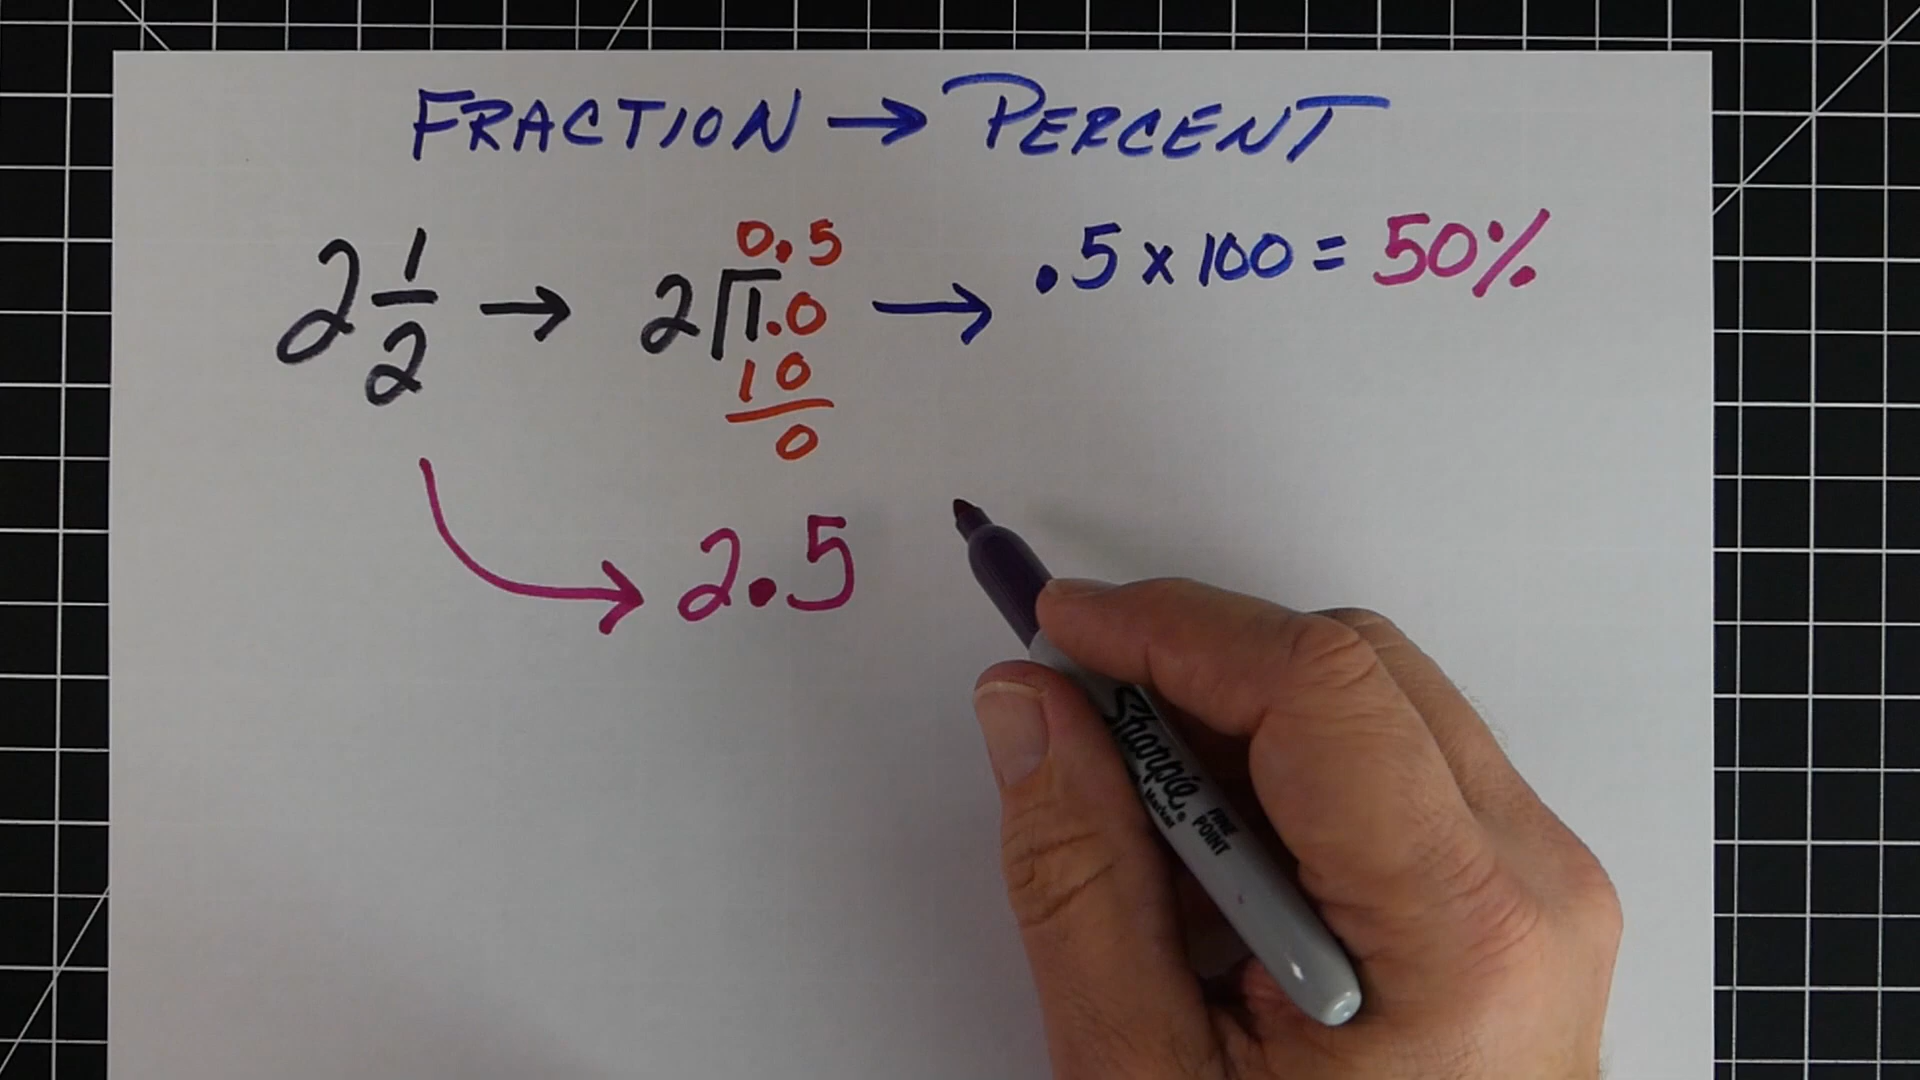 FRACTION → PERCENT
2 1/2 → 2⟌1.0 → .5 x 100 = 50%
0.5
10
0
2.5
Sharpie.
FINE POINT
Marker